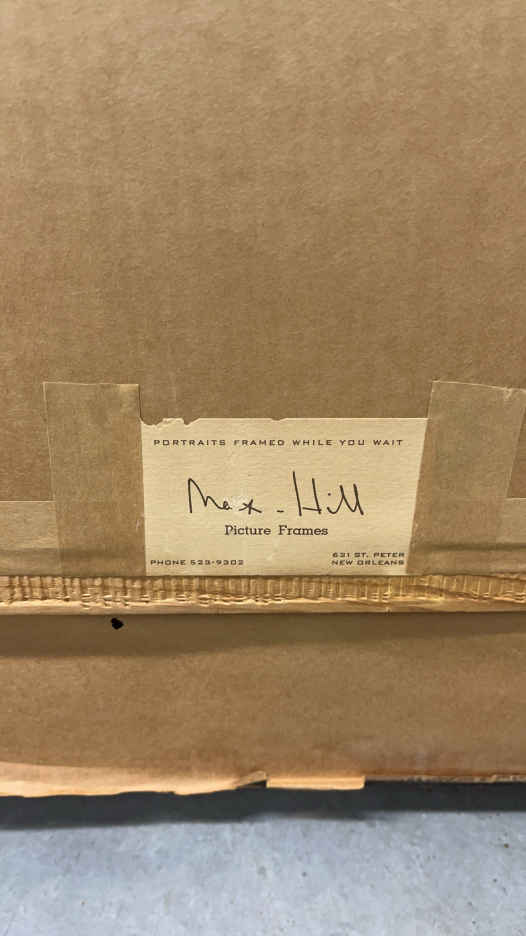 PORTRAITS FRAMED WHILE YOU WAIT
Max-Hill
Picture Frames
PHONE 523-9302
631 ST. PETER
NEW ORLEANS